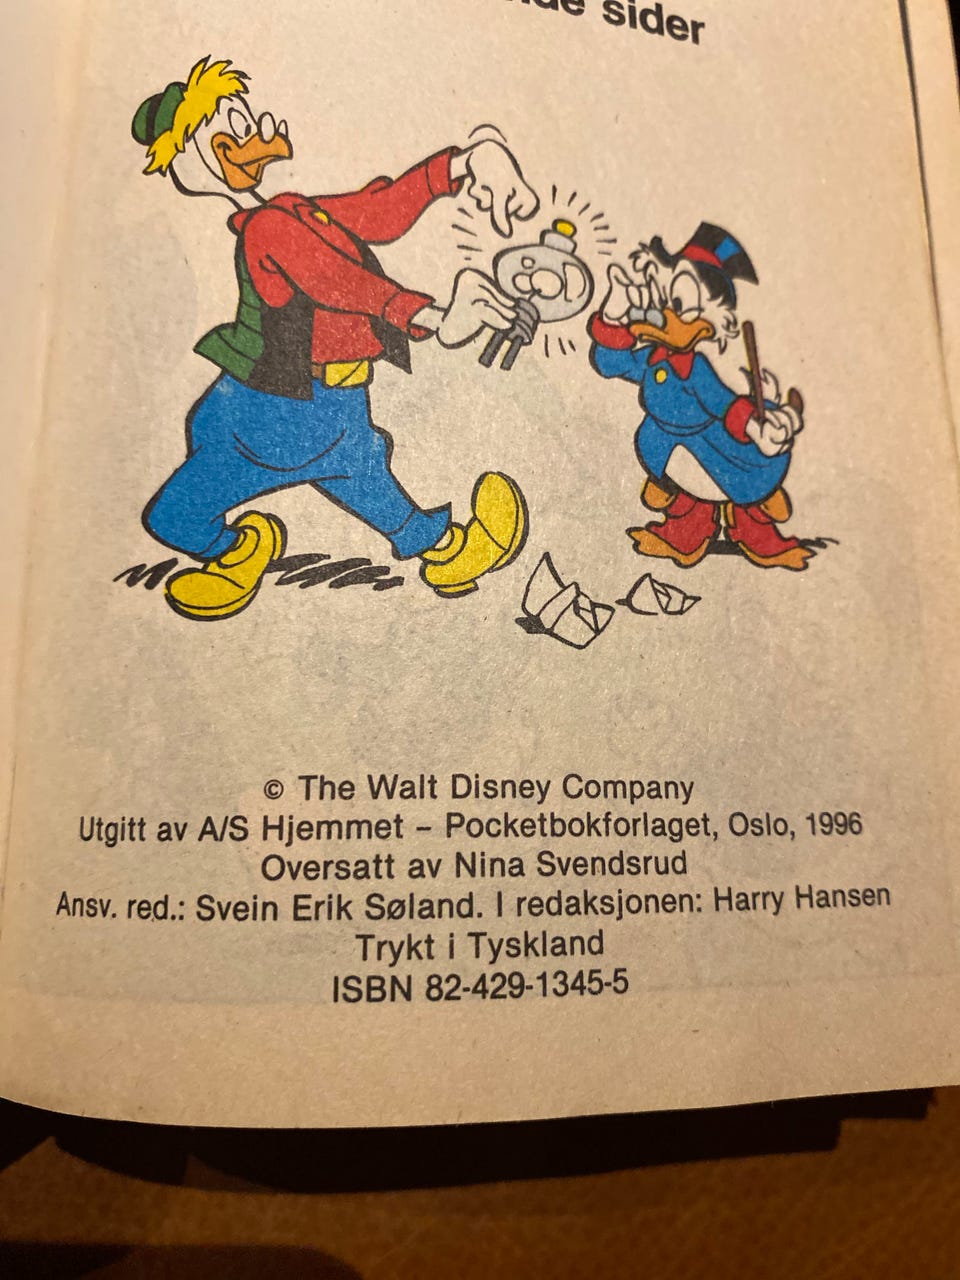 sider
© The Walt Disney Company
Utgitt av A/S Hjemmet – Pocketbokforlaget, Oslo, 1996
Oversatt av Nina Svendsrud
Ansv. red.: Svein Erik Søland. I redaksjonen: Harry Hansen
Trykt i Tyskland
ISBN 82-429-1345-5